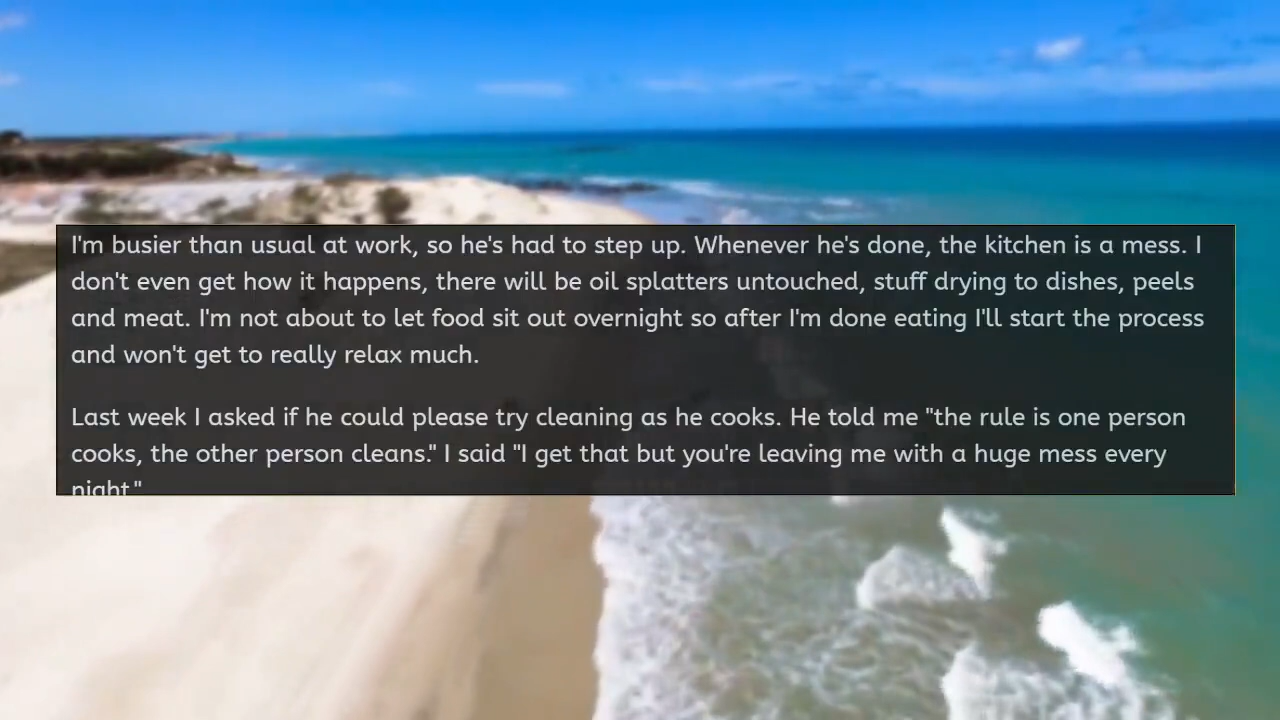 I'm busier than usual at work, so he's had to step up. Whenever he's done, the kitchen is a mess. I
don't even get how it happens, there will be oil splatters untouched, stuff drying to dishes, peels
and meat. I'm not about to let food sit out overnight so after I'm done eating I'll start the process
and won't get to really relax much.
Last week I asked if he could please try cleaning as he cooks. He told me "the rule is one person
cooks, the other person cleans." I said "I get that but you're leaving me with a huge mess every
night."